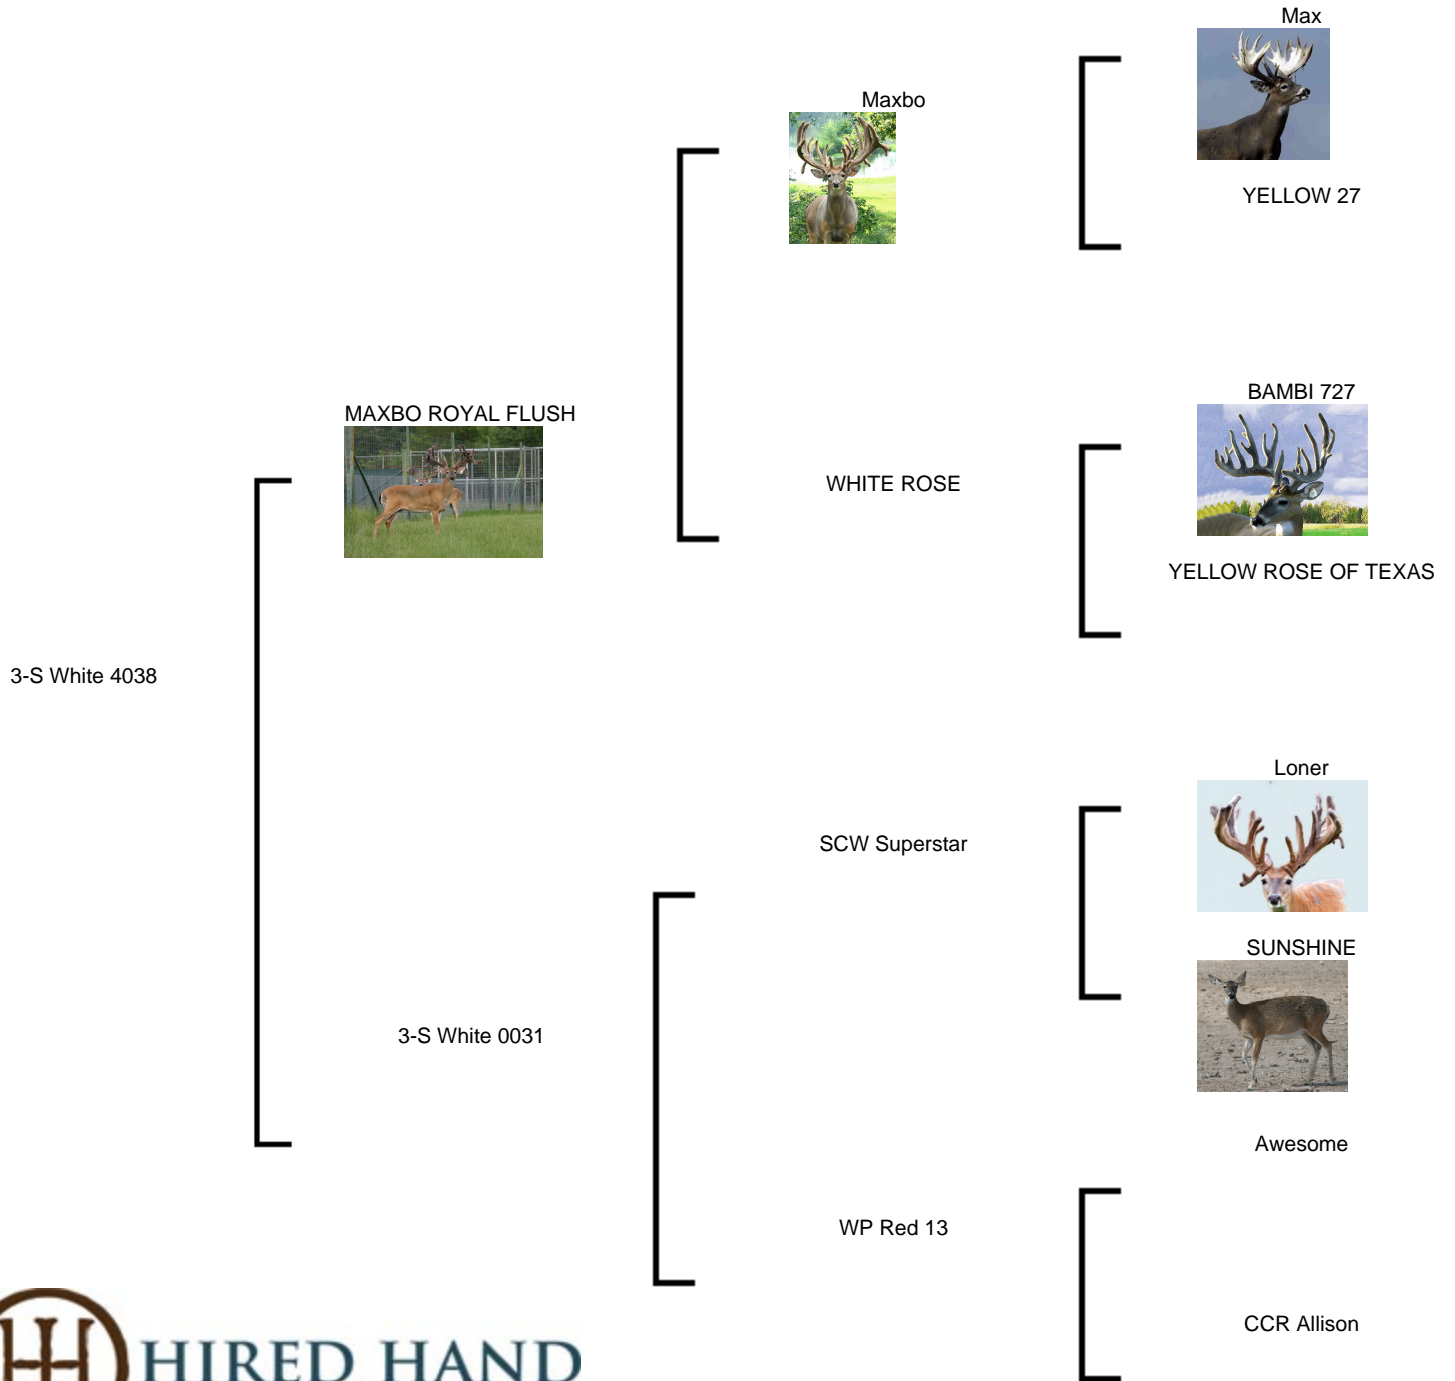 Max
Maxbo
YELLOW 27
BAMBI 727
MAXBO ROYAL FLUSH
WHITE ROSE
YELLOW ROSE OF TEXAS
3-S White 4038
Loner
SCW Superstar
SUNSHINE
3-S White 0031
Awesome
WP Red 13
CCR Allison
HIRED HAND